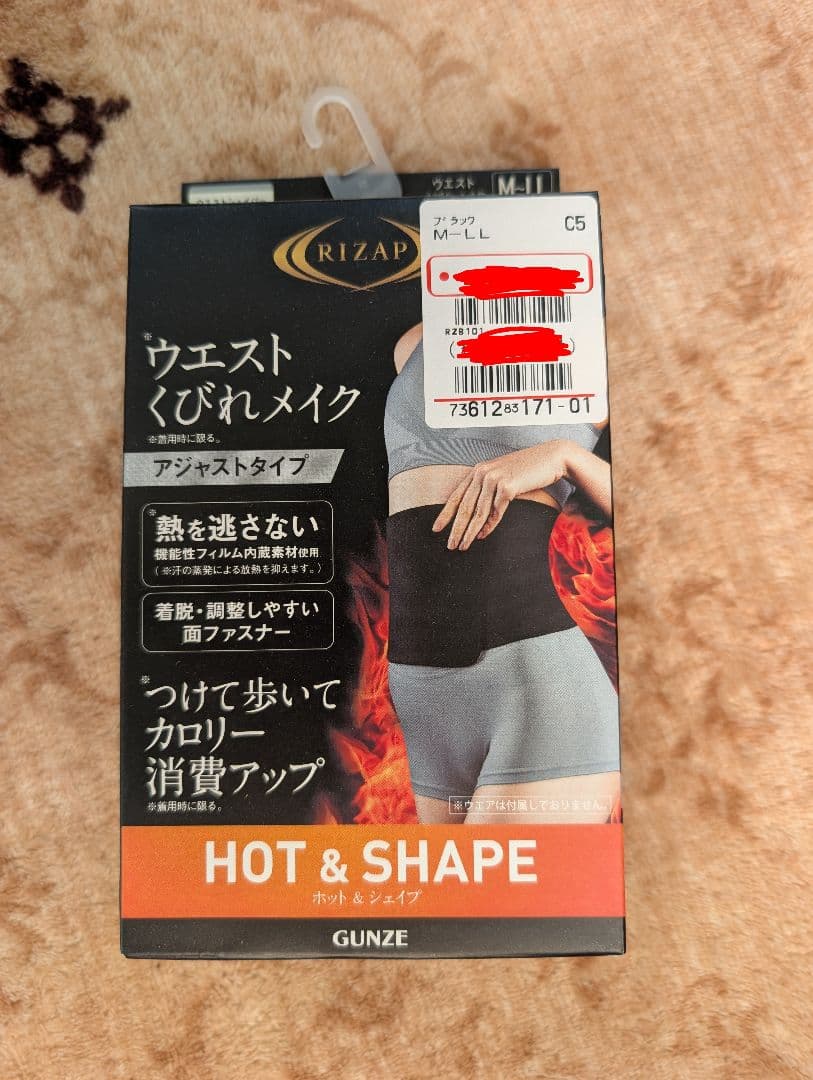 ウエスト
M~LL
RIZAP
ブラック
M-LL
C5
RZB101
73612 83 171-01
※ウエスト
くびれメイク
※着用時に限る。
アジャストタイプ
※熱を逃さない
機能性フィルム内蔵素材使用
(※汗の蒸発による放熱を抑えます。)
着脱・調整しやすい
面ファスナー
※つけて歩いて
カロリー
消費アップ
※着用時に限る。
※ウエアは付属しておりません。
HOT & SHAPE
ホット & シェイプ
GUNZE